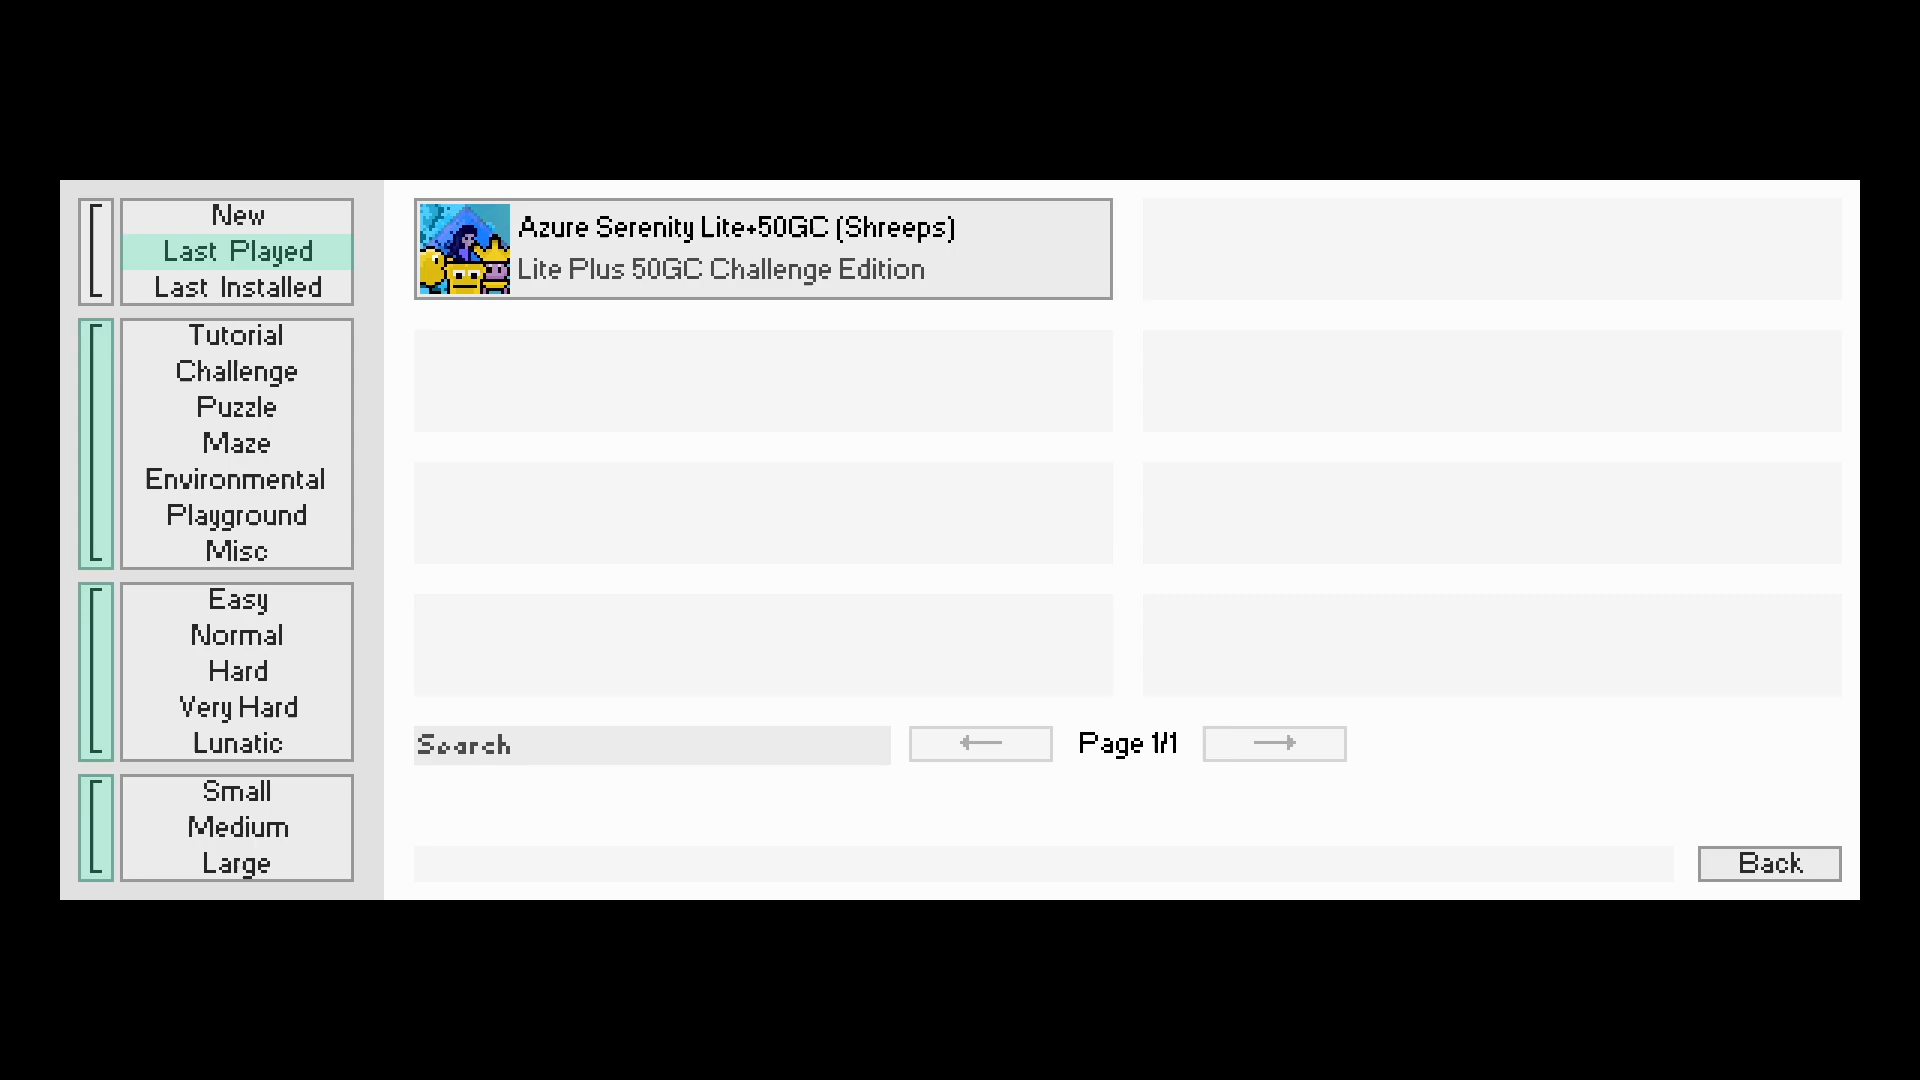 New
Last Played
Last Installed
Tutorial
Challenge
Puzzle
Maze
Environmental
Playground
Misc
Easy
Normal
Hard
Very Hard
Lunatic
Small
Medium
Large
Azure Serenity Lite+50GC (Shreeps)
Lite Plus 50GC Challenge Edition
Search
Page 1/1
Back